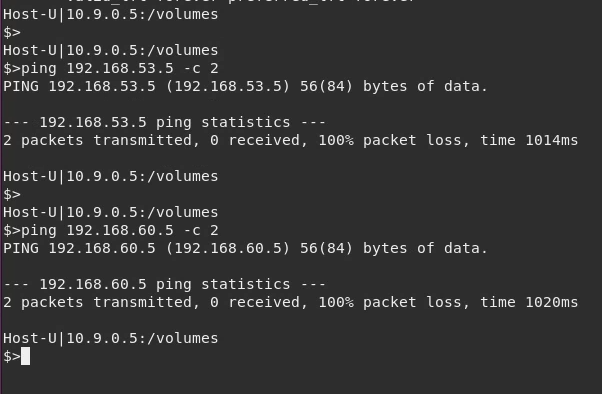 Host-U|10.9.0.5:/volumes
$>
Host-U|10.9.0.5:/volumes
$>ping 192.168.53.5 -c 2
PING 192.168.53.5 (192.168.53.5) 56(84) bytes of data.
--- 192.168.53.5 ping statistics ---
2 packets transmitted, 0 received, 100% packet loss, time 1014ms
Host-U|10.9.0.5:/volumes
$>
Host-U|10.9.0.5:/volumes
$>ping 192.168.60.5 -c 2
PING 192.168.60.5 (192.168.60.5) 56(84) bytes of data.
--- 192.168.60.5 ping statistics ---
2 packets transmitted, 0 received, 100% packet loss, time 1020ms
Host-U|10.9.0.5:/volumes
$>